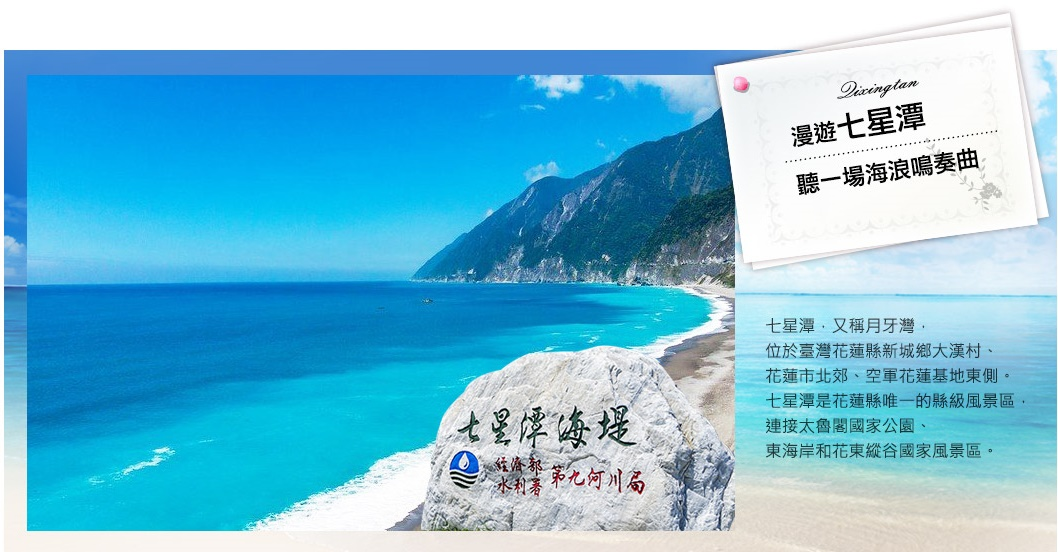 Qixingtan
漫遊七星潭
聽一場海浪鳴奏曲
七星潭，又稱月牙灣，
位於臺灣花蓮縣新城鄉大漢村、
花蓮市北郊、空軍花蓮基地東側。
七星潭是花蓮縣唯一的縣級風景區，
連接太魯閣國家公園、
東海岸和花東縱谷國家風景區。
七星潭海堤
經濟部
水利署
第九河川局